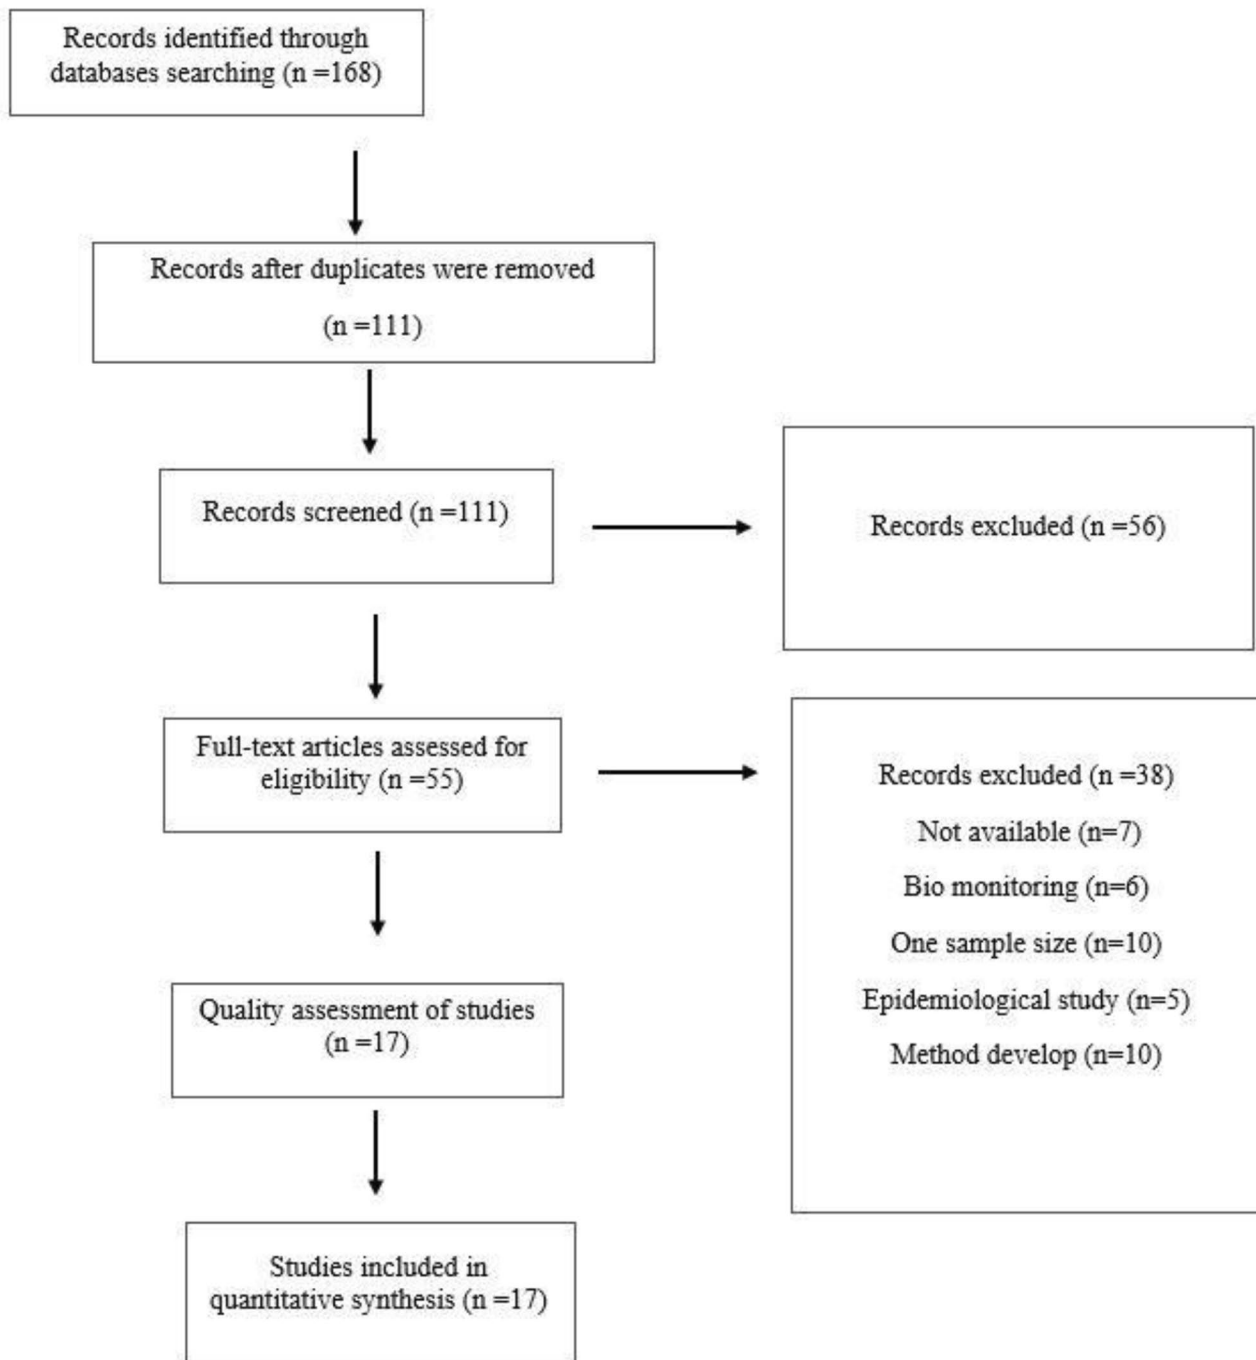 Records identified through
databases searching (n =168)
Records after duplicates were removed
(n =111)
Records screened (n =111)
Records excluded (n =56)
Full-text articles assessed for
eligibility (n =55)
Records excluded (n =38)
Not available (n=7)
Bio monitoring (n=6)
One sample size (n=10)
Epidemiological study (n=5)
Method develop (n=10)
Quality assessment of studies
(n =17)
Studies included in
quantitative synthesis (n =17)